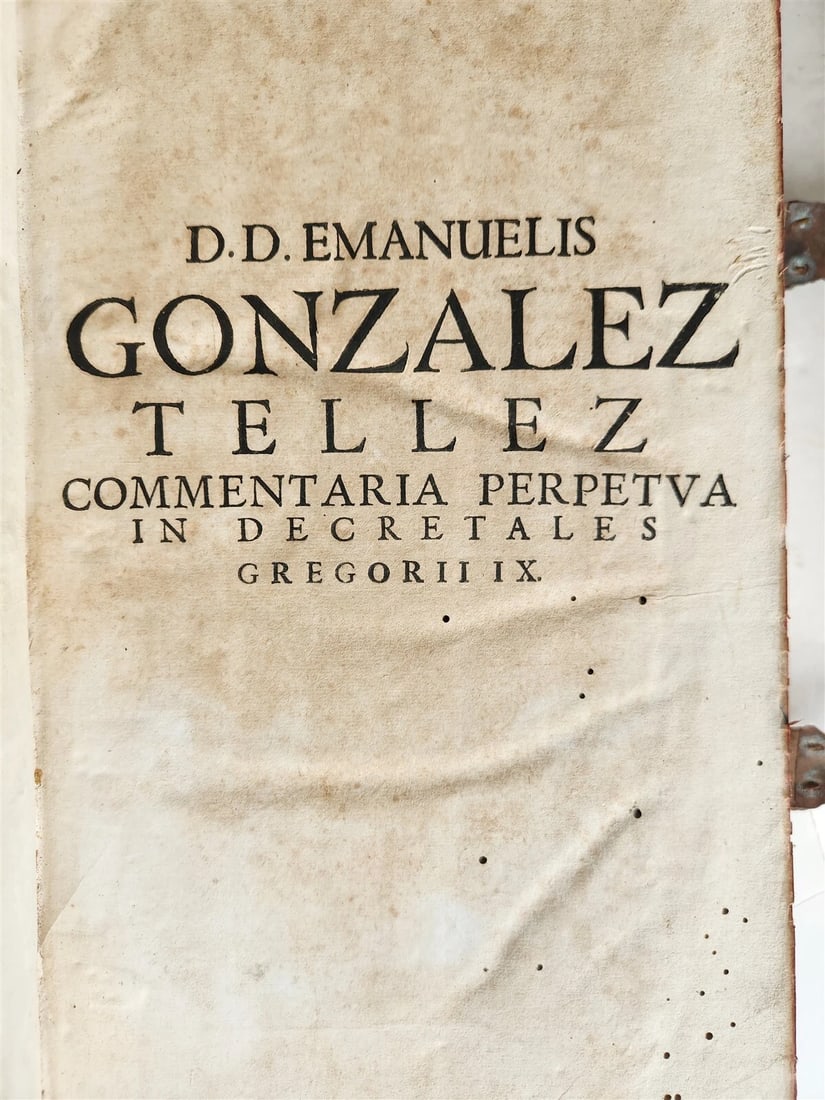 D.D. EMANUELIS
GONZALEZ
TELLEZ
COMMENTARIA PERPETVA
IN DECRETALES
GREGORII IX.